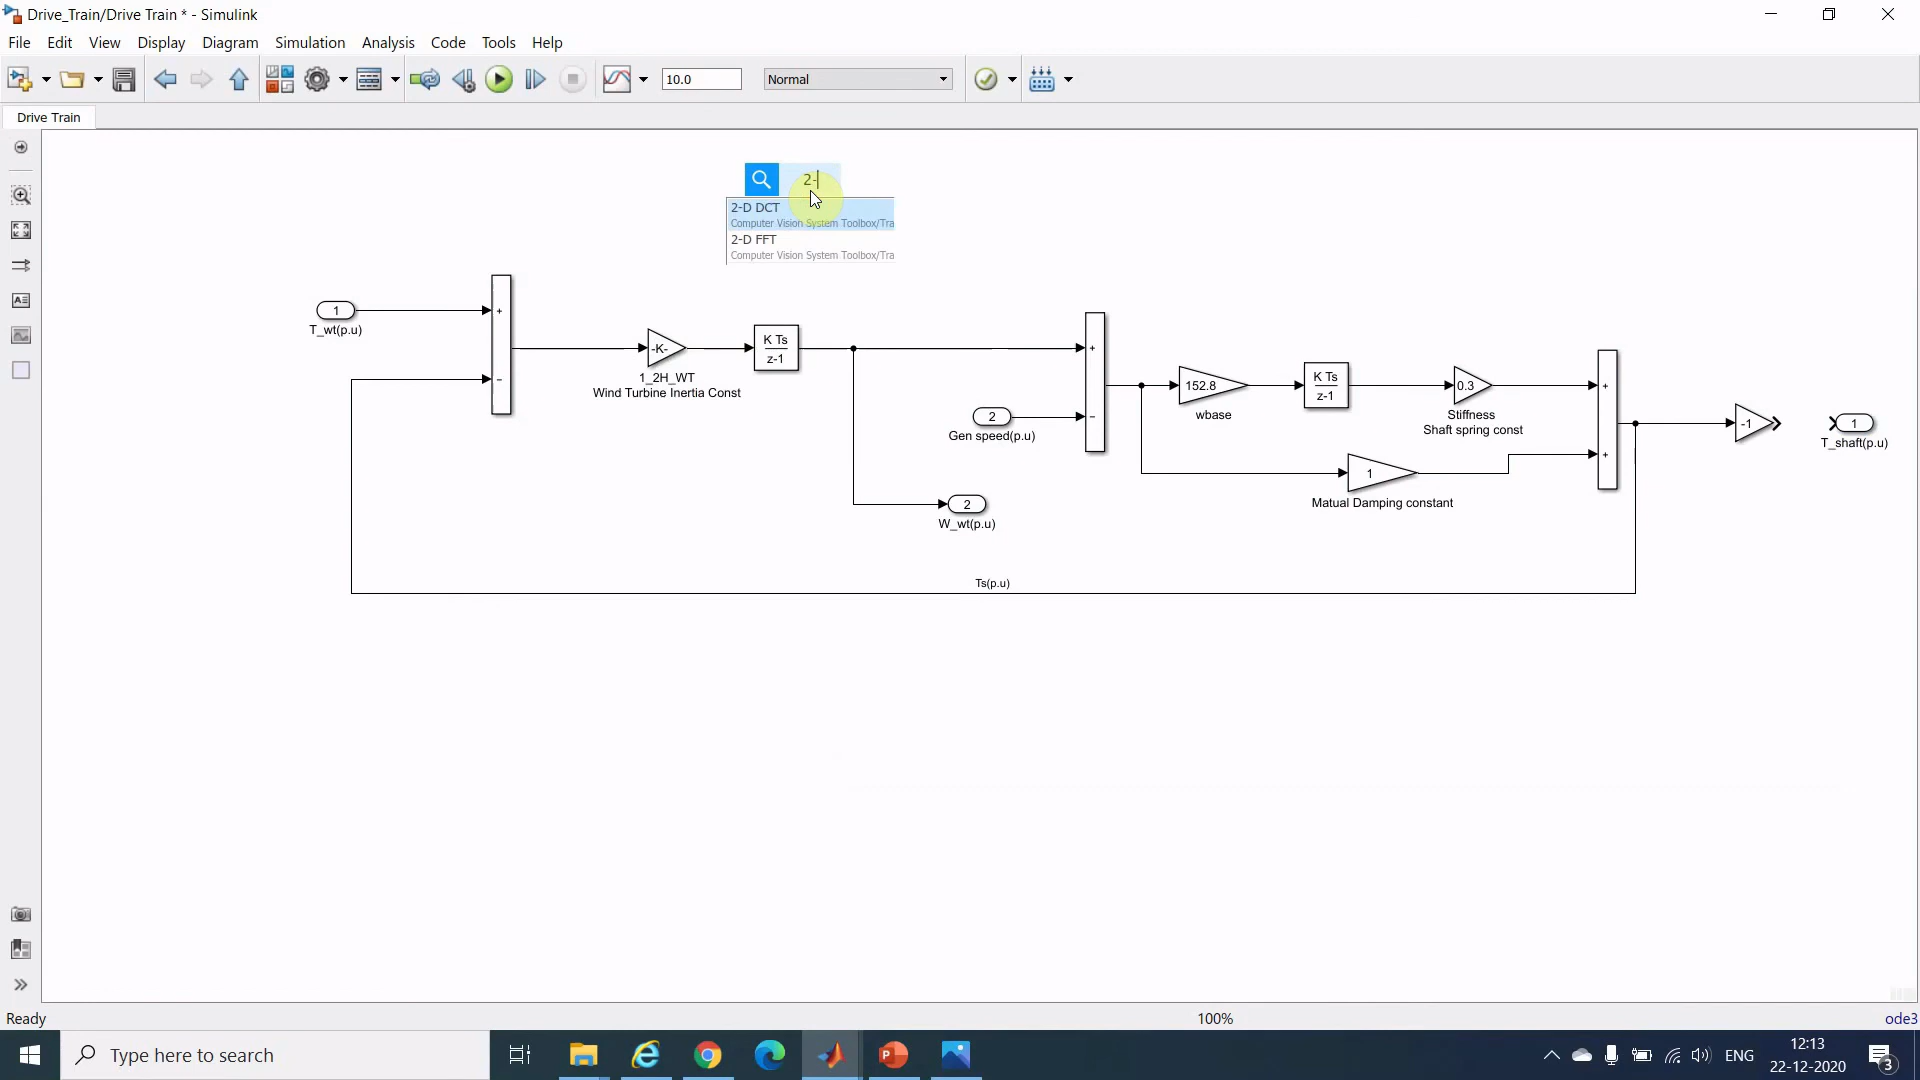 Drive_Train/Drive Train * - Simulink
File Edit View Display Diagram Simulation Analysis Code Tools Help
10.0
Normal
Drive Train
2-
2-D DCT
Computer Vision System Toolbox/Tra
2-D FFT
Computer Vision System Toolbox/Tra
1
T_wt(p.u)
+
-
-K-
1_2H_WT
Wind Turbine Inertia Const
K Ts
z-1
2
Gen speed(p.u)
2
W_wt(p.u)
+
-
152.8
wbase
K Ts
z-1
0.3
Stiffness
Shaft spring const
1
Matual Damping constant
+
+
-1
1
T_shaft(p.u)
Ts(p.u)
Ready
100%
ode3
Type here to search
ENG
12:13
22-12-2020
3